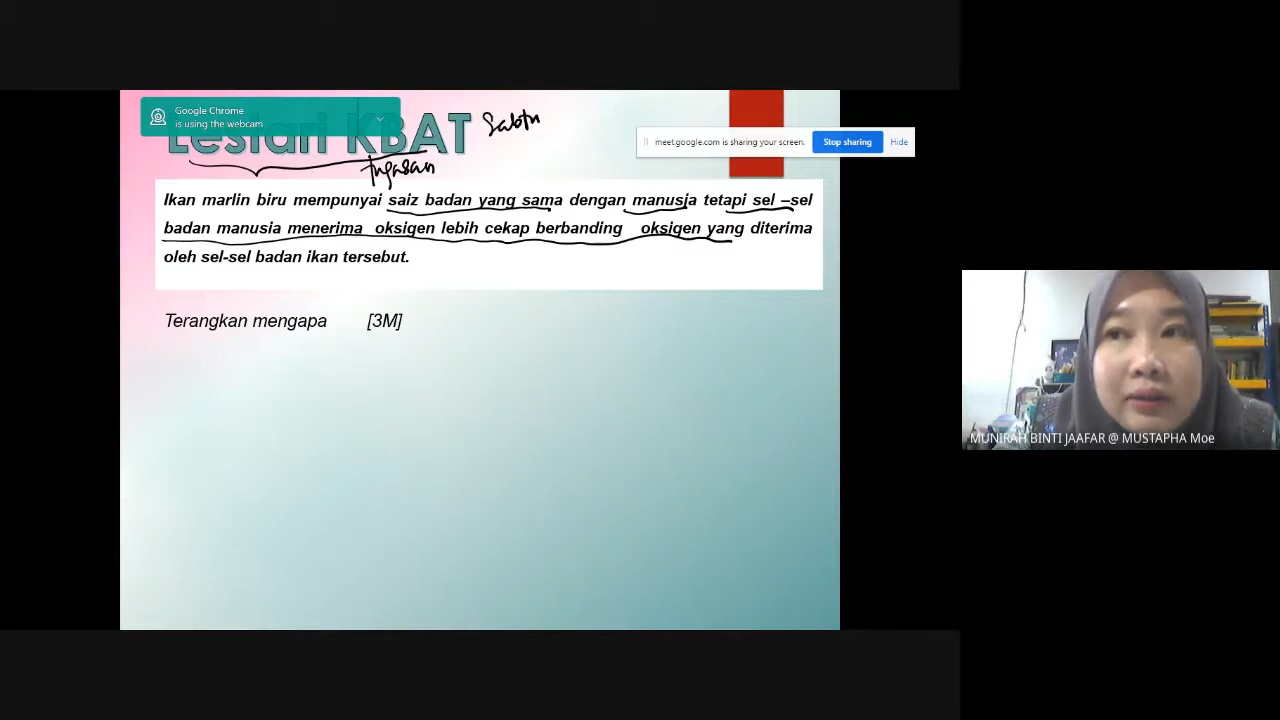 Google Chrome
is using the webcam
Lestari KBAT
Sabtu
tugasan
meet.google.com is sharing your screen.
Stop sharing
Hide
Ikan marlin biru mempunyai saiz badan yang sama dengan manusia tetapi sel –sel
badan manusia menerima oksigen lebih cekap berbanding oksigen yang diterima
oleh sel-sel badan ikan tersebut.
Terangkan mengapa [3M]
MUNIRAH BINTI JAAFAR @ MUSTAPHA Moe